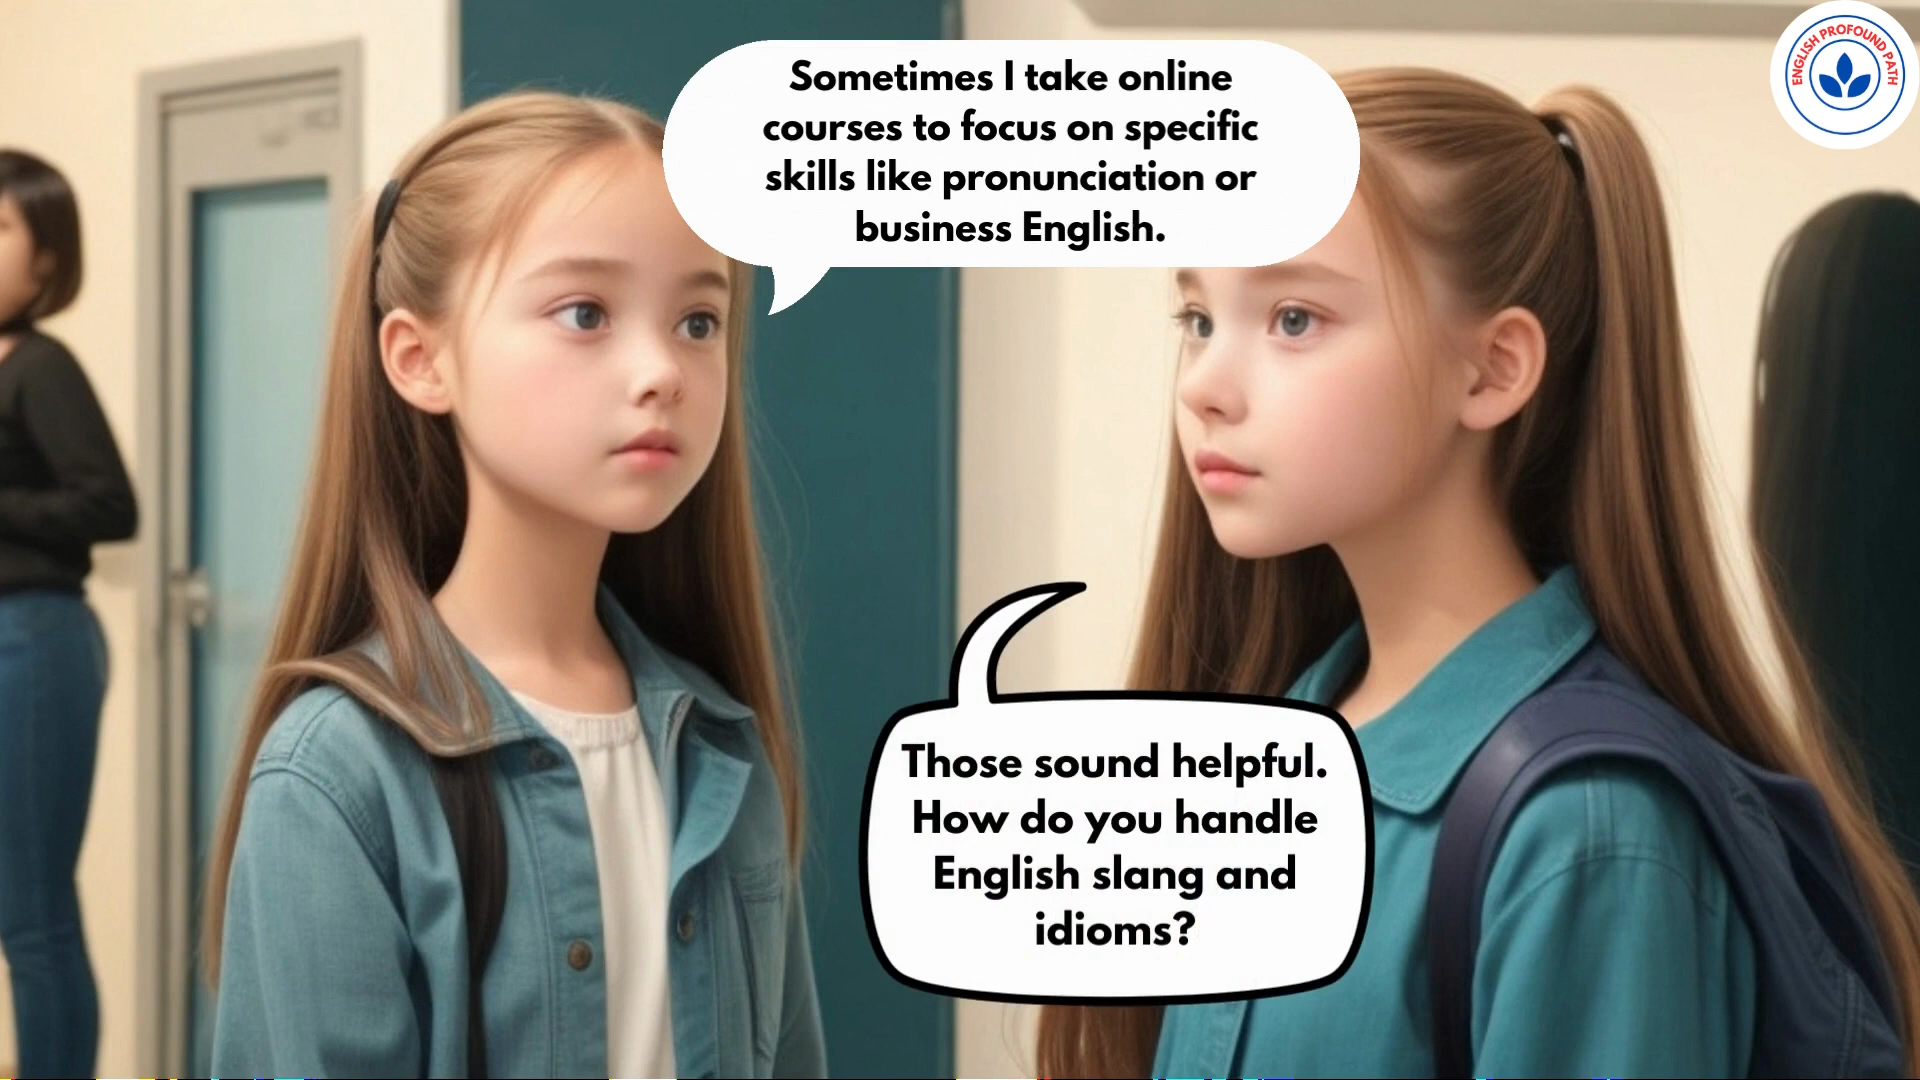 Sometimes I take online
courses to focus on specific
skills like pronunciation or
business English.
ENGLISH PROFOUND PATH
Those sound helpful.
How do you handle
English slang and
idioms?